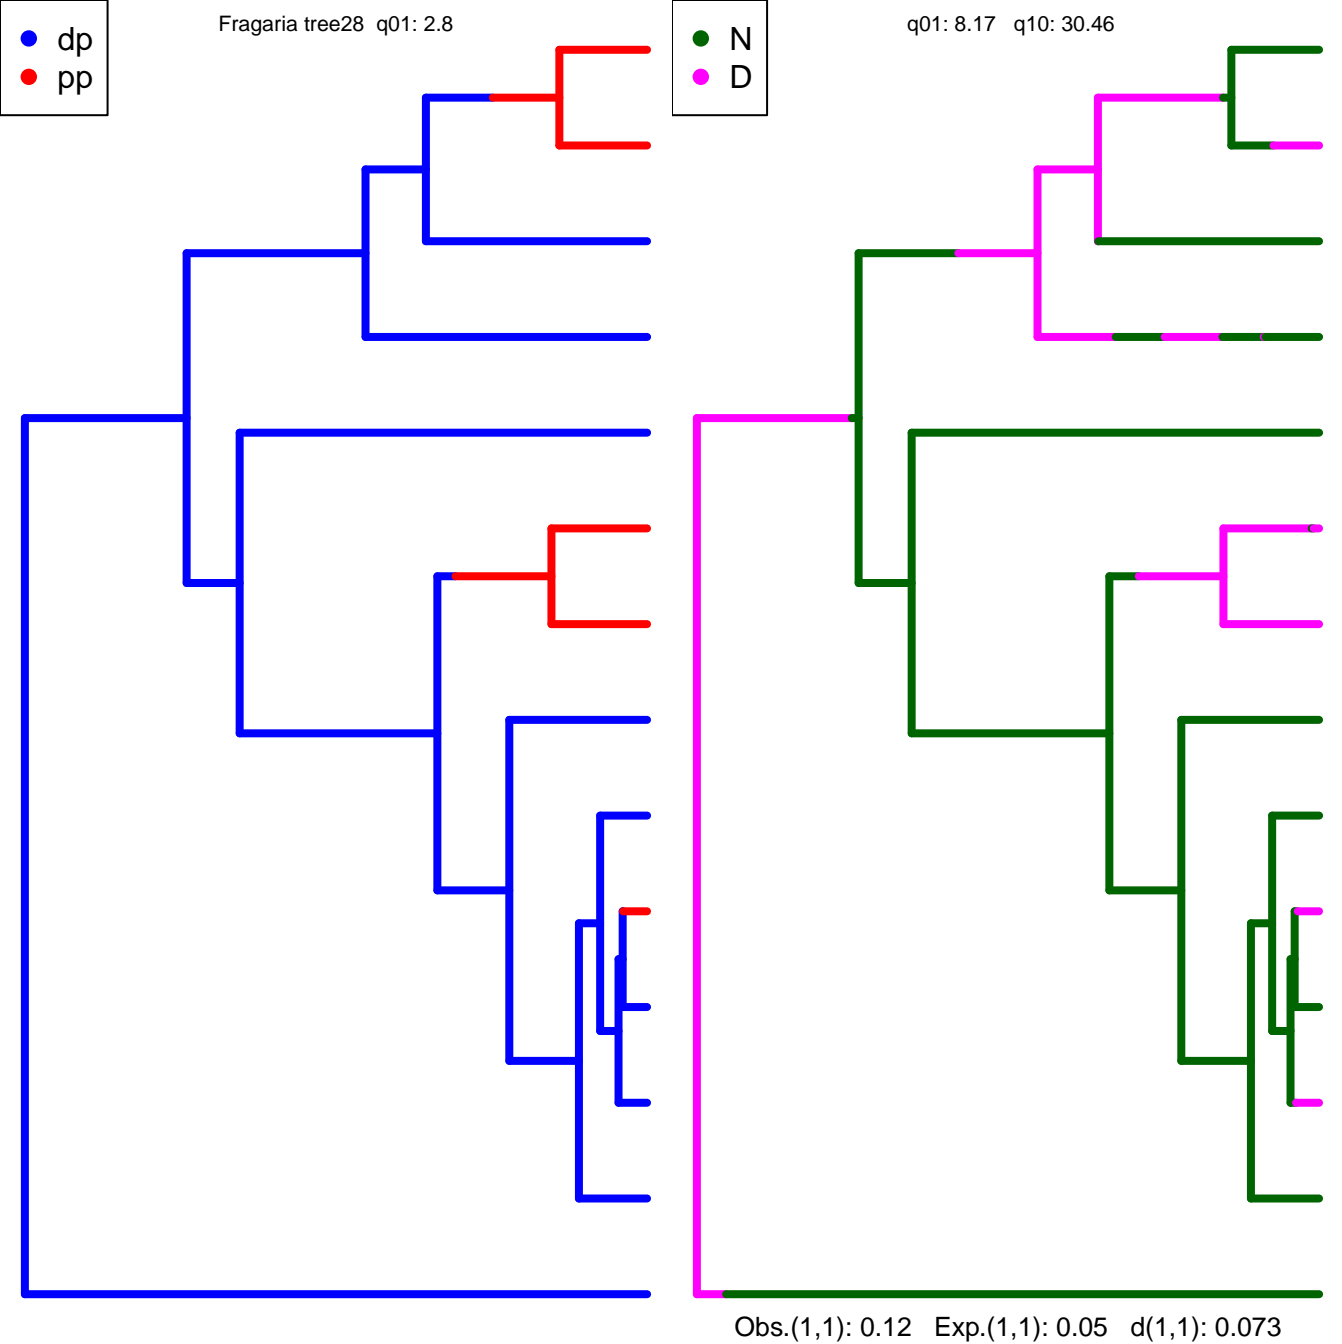 Fragaria tree28 q01: 2.8
dp
pp
q01: 8.17 q10: 30.46
N
D
Obs.(1,1): 0.12 Exp.(1,1): 0.05 d(1,1): 0.073